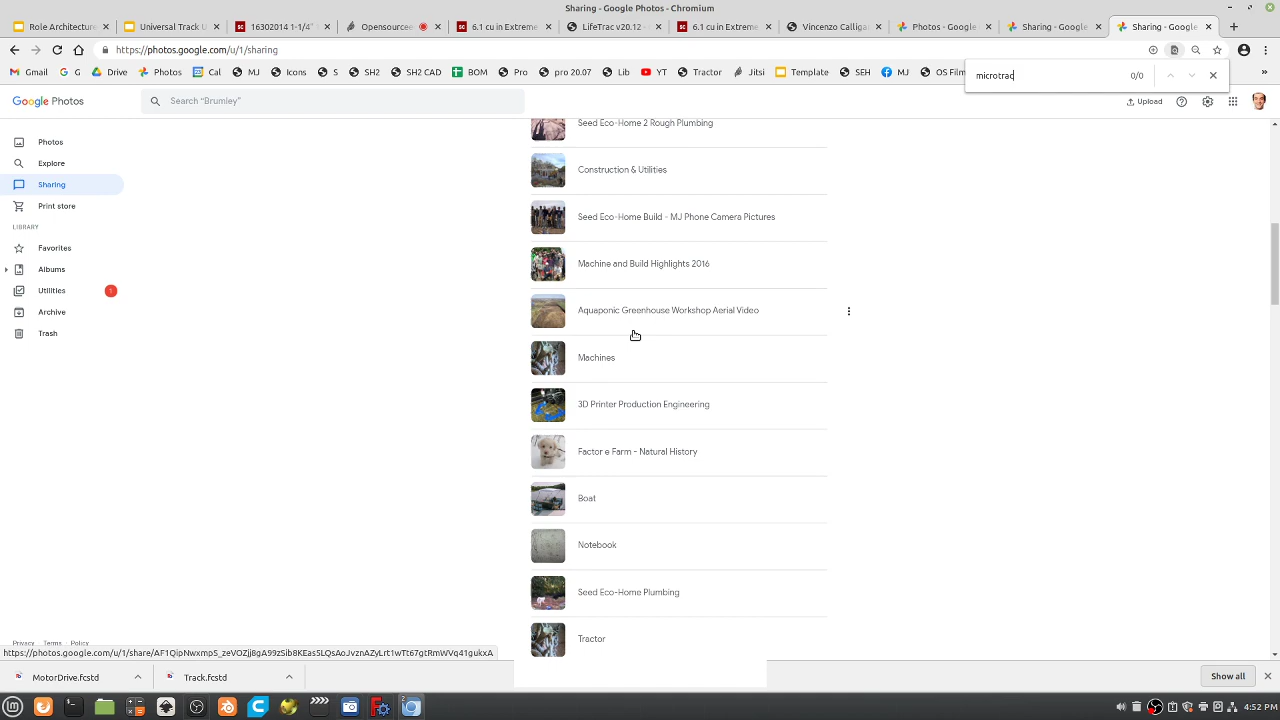 Sharing - Google Photos - Chromium
Role Architecture Universal Track U 16302014 1-1/4" Opensource 6.1 cu in Extreme LifeTrac v20.12 6.1 cu in Extreme Vincenzo Calligar Photos - Google Sharing - Google Sharing - Google
https://photos.google.com/u/1/sharing
Gmail G Drive Photos Cal MJ Icons S SH2 SH2 CAD BOM Pro pro 20.07 Lib YT Tractor Jitsi Template SEH MJ OS Film
microtrac 0/0
Google Photos Search "Brumley" Upload
Photos
Explore
Sharing
Print store
LIBRARY
Favorites
Albums
Utilities 1
Archive
Trash
Seed Eco-Home 2 Rough Plumbing
Construction & Utilities
Seed Eco-Home Build - MJ Phone Camera Pictures
Machine and Build Highlights 2016
Aquaponic Greenhouse Workshop Aerial Video
Machines
3D Printer Production Engineering
Factor e Farm - Natural History
Boat
Notebook
Seed Eco-Home Plumbing
Tractor
Privacy Terms Policy
MotorDrive.fcstd Track.fcstd Show all
4:52 PM